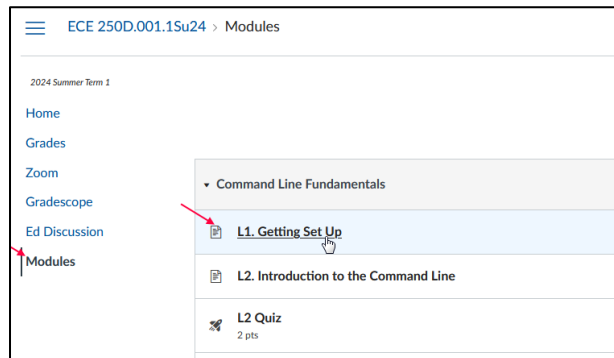 ECE 250D.001.1Su24 > Modules
2024 Summer Term 1
Home
Grades
Zoom
Gradescope
Ed Discussion
Modules
Command Line Fundamentals
L1. Getting Set Up
L2. Introduction to the Command Line
L2 Quiz
2 pts